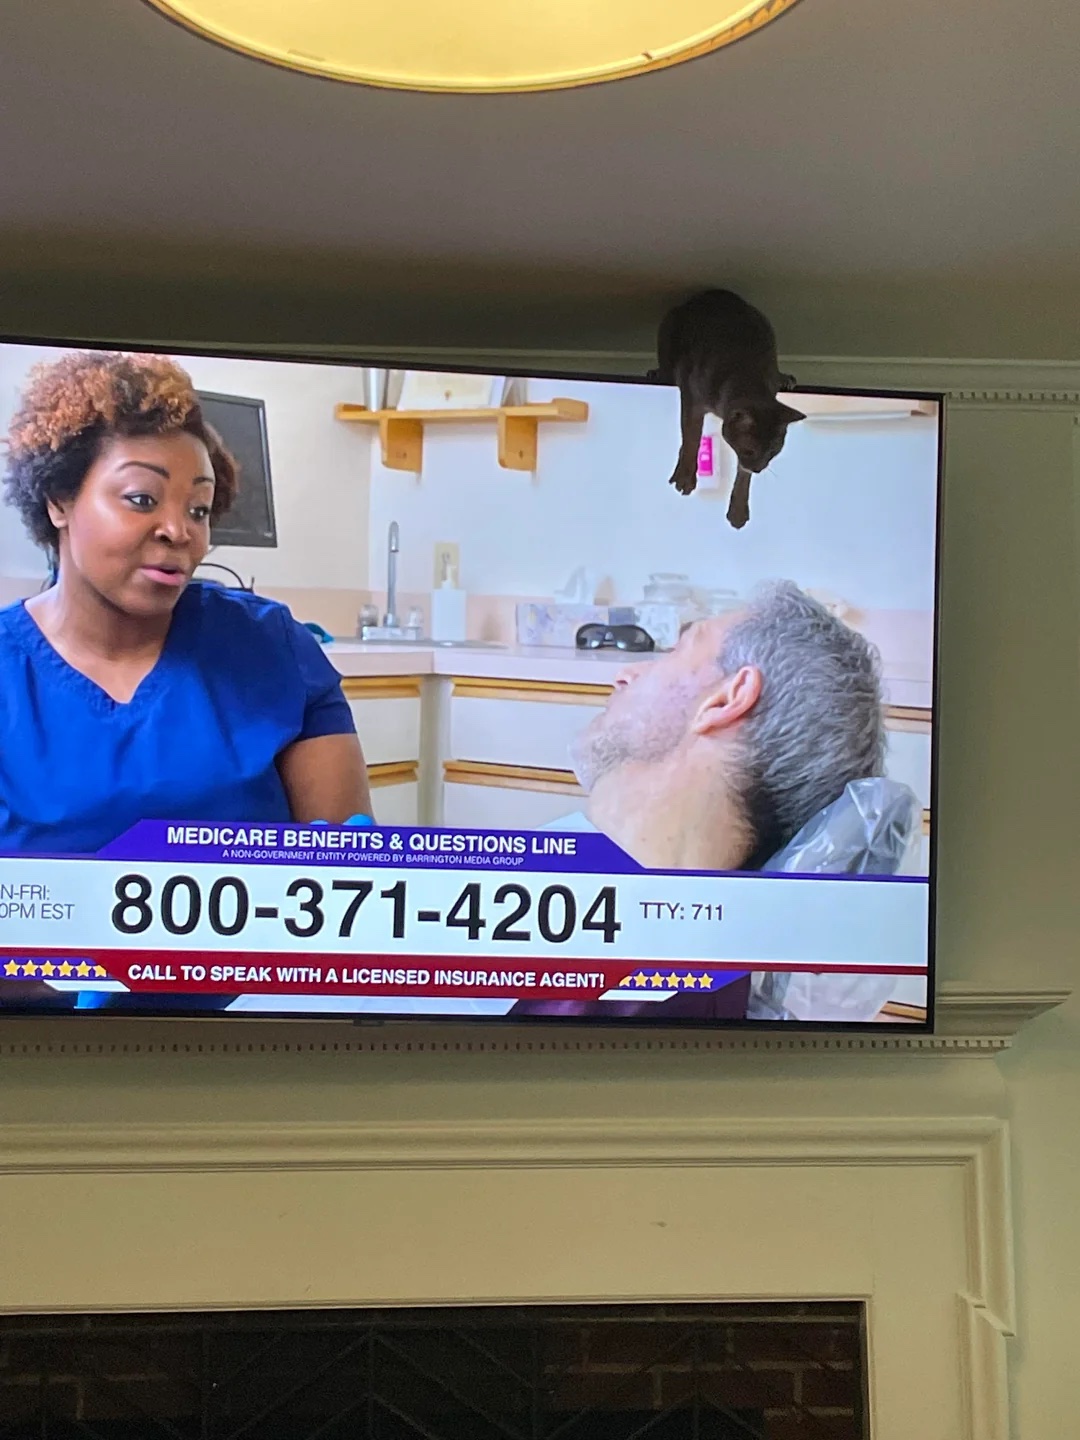 MEDICARE BENEFITS & QUESTIONS LINE
A NON-GOVERNMENT ENTITY POWERED BY BARRINGTON MEDIA GROUP
N-FRI:
0PM EST
800-371-4204
TTY: 711
CALL TO SPEAK WITH A LICENSED INSURANCE AGENT!